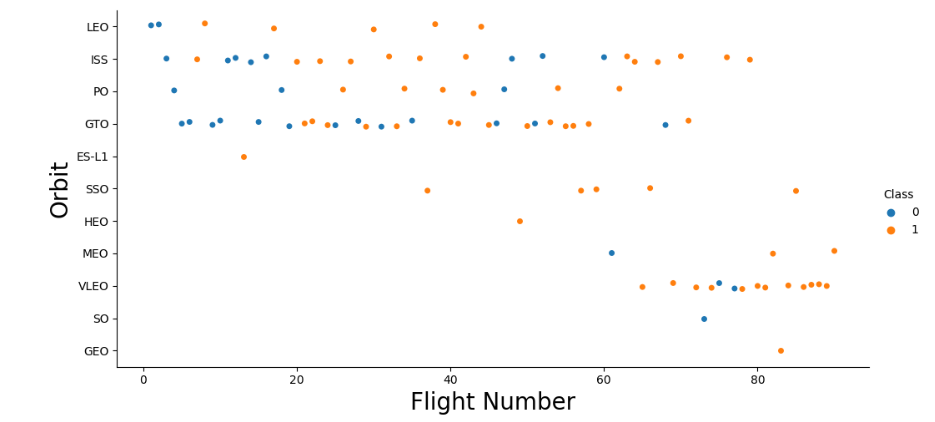 LEO
ISS
PO
GTO
ES-L1
SSO
HEO
MEO
VLEO
SO
GEO
Orbit
0 20 40 60 80
Flight Number
Class
0
1